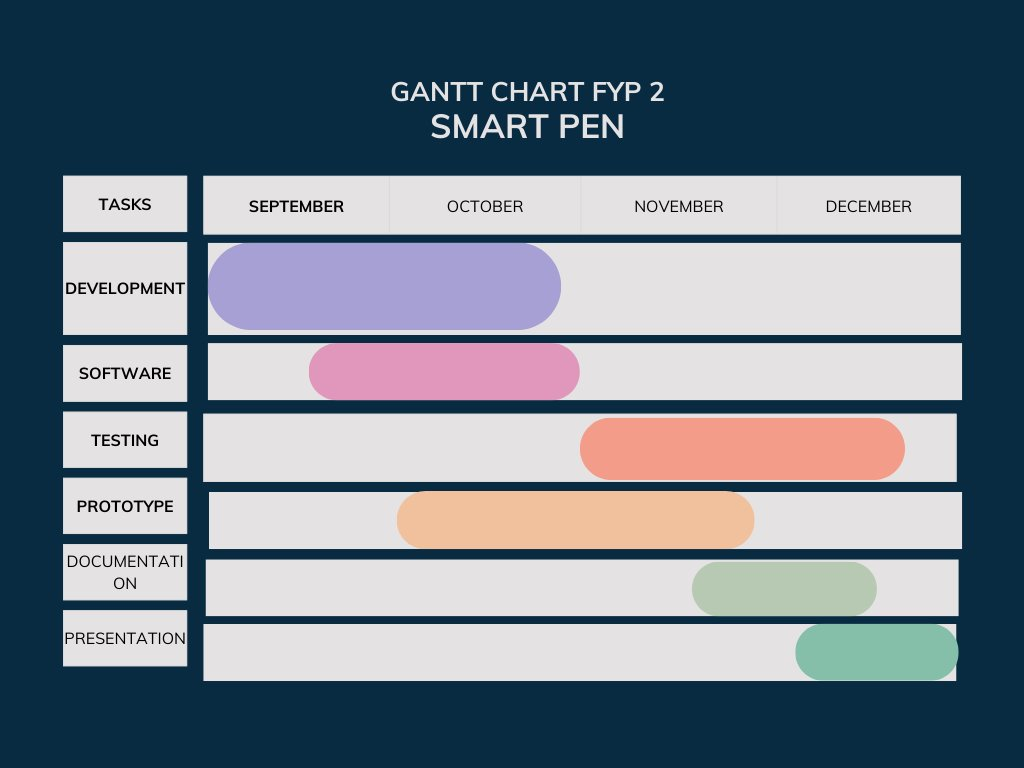 GANTT CHART FYP 2
SMART PEN
TASKS
SEPTEMBER
OCTOBER
NOVEMBER
DECEMBER
DEVELOPMENT
SOFTWARE
TESTING
PROTOTYPE
DOCUMENTATI
ON
PRESENTATION